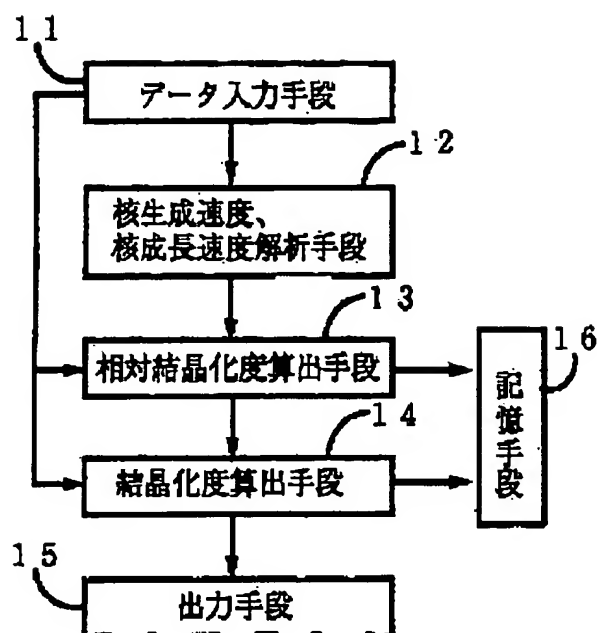 11
データ入力手段
12
核生成速度、
核成長速度解析手段
13
相対結晶化度算出手段
16
記憶手段
14
結晶化度算出手段
15
出力手段